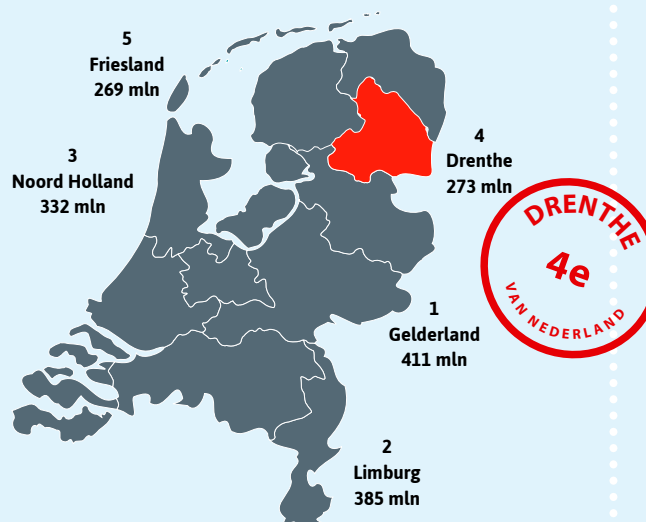 5
Friesland
269 mln
3
Noord Holland
332 mln
4
Drenthe
273 mln
DRENTHE
4e
VAN NEDERLAND
1
Gelderland
411 mln
2
Limburg
385 mln